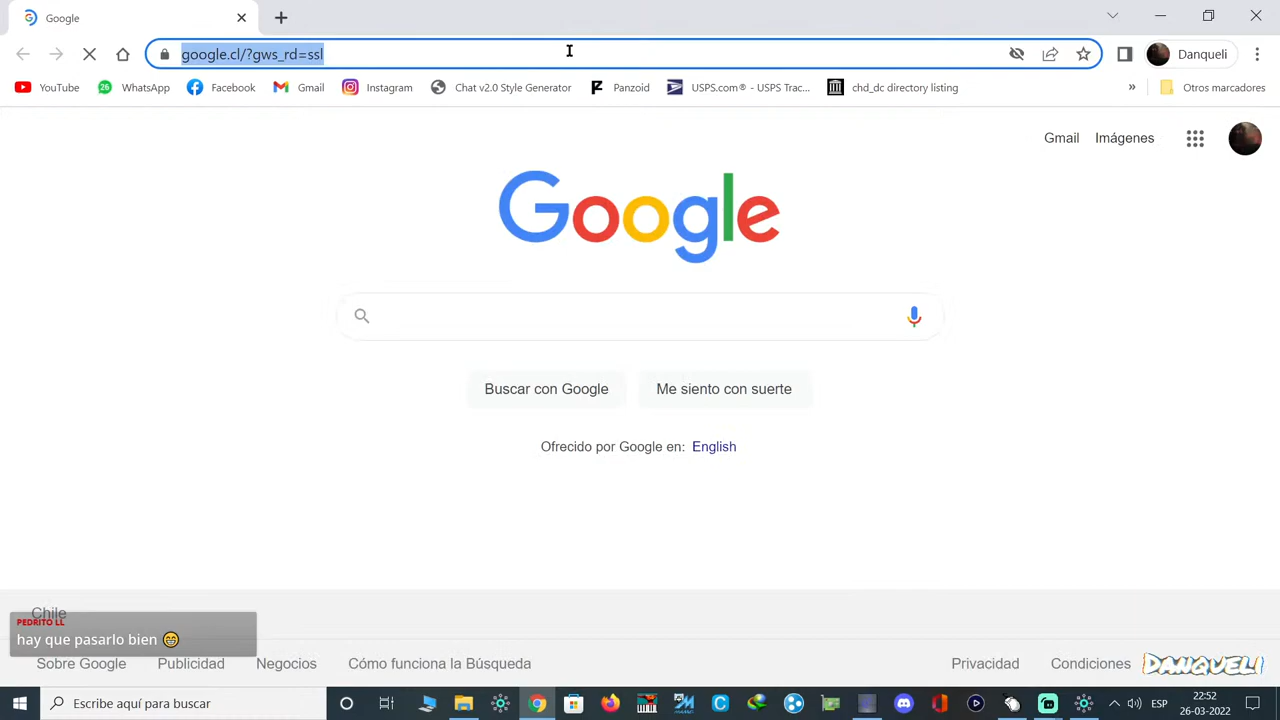 Google
google.cl/?gws_rd=ssl
Danqueli
YouTube
26
WhatsApp
Facebook
Gmail
Instagram
Chat v2.0 Style Generator
Panzoid
USPS.com® - USPS Trac...
chd_dc directory listing
»
Otros marcadores
Gmail
Imágenes
Google
Buscar con Google
Me siento con suerte
Ofrecido por Google en: English
Chile
PEDRITO LL
hay que pasarlo bien 😁
Sobre Google
Publicidad
Negocios
Cómo funciona la Búsqueda
Privacidad
Condiciones
DANQUELI
Escribe aquí para buscar
ESP
22:52
26-03-2022